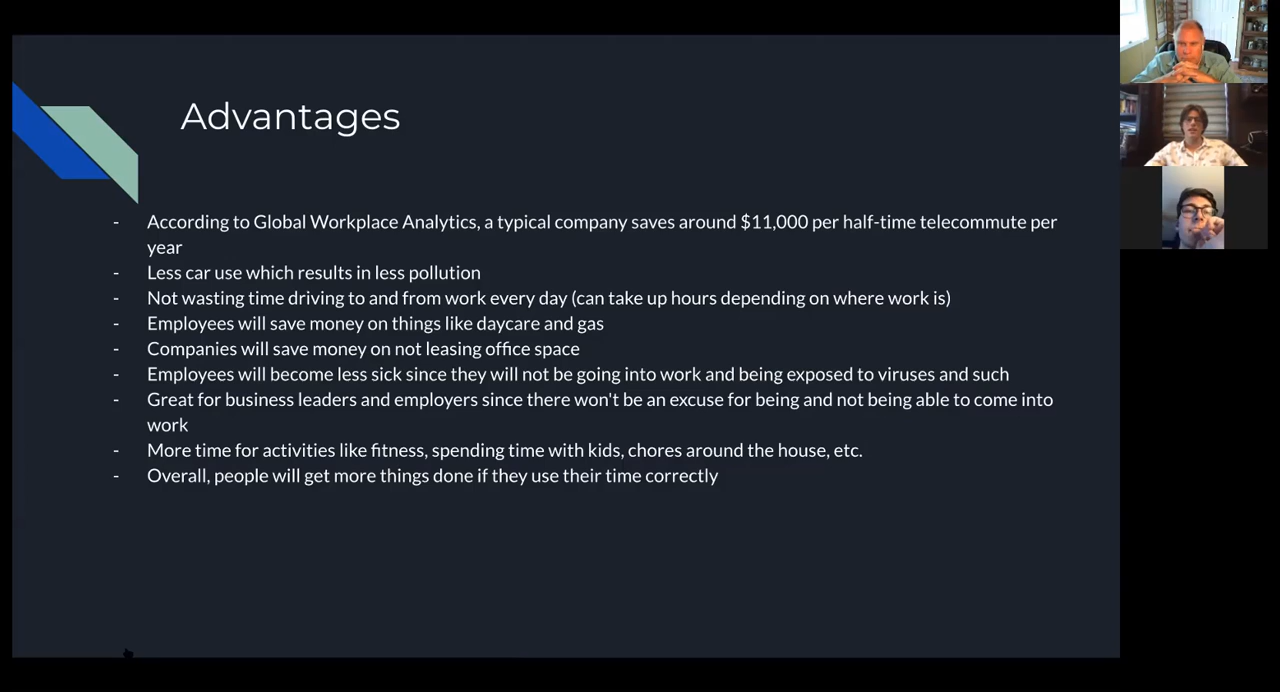 Advantages
- According to Global Workplace Analytics, a typical company saves around $11,000 per half-time telecommute per
year
- Less car use which results in less pollution
- Not wasting time driving to and from work every day (can take up hours depending on where work is)
- Employees will save money on things like daycare and gas
- Companies will save money on not leasing office space
- Employees will become less sick since they will not be going into work and being exposed to viruses and such
- Great for business leaders and employers since there won't be an excuse for being and not being able to come into
work
- More time for activities like fitness, spending time with kids, chores around the house, etc.
- Overall, people will get more things done if they use their time correctly